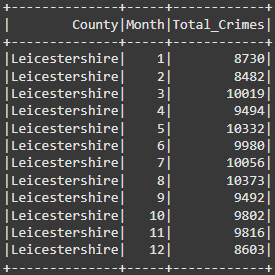 +--------------+-----+------------+
|        County|Month|Total_Crimes|
+--------------+-----+------------+
|Leicestershire|    1|        8730|
|Leicestershire|    2|        8482|
|Leicestershire|    3|       10019|
|Leicestershire|    4|        9494|
|Leicestershire|    5|       10332|
|Leicestershire|    6|        9980|
|Leicestershire|    7|       10056|
|Leicestershire|    8|       10373|
|Leicestershire|    9|        9492|
|Leicestershire|   10|        9802|
|Leicestershire|   11|        9816|
|Leicestershire|   12|        8603|
+--------------+-----+------------+